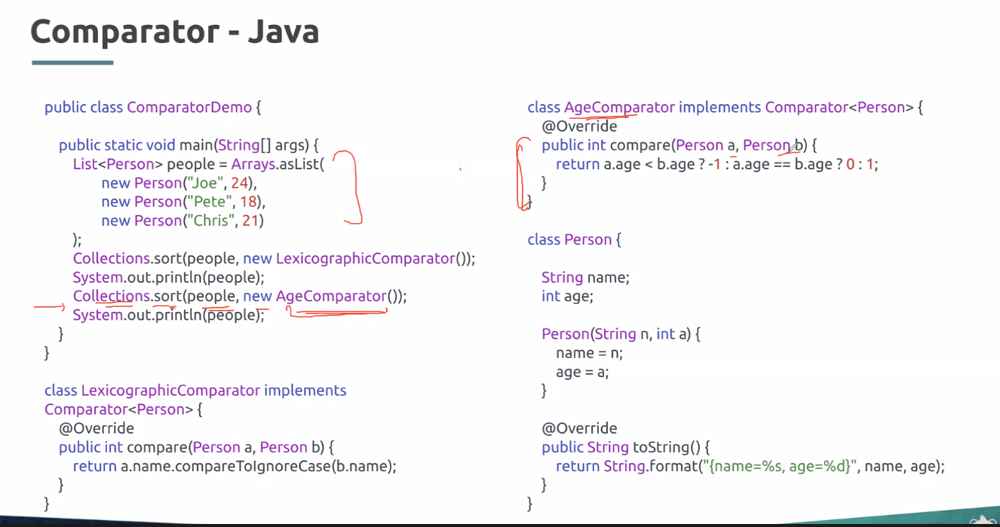 Comparator - Java
public class ComparatorDemo {
public static void main(String[] args) {
List<Person> people = Arrays.asList(
new Person("Joe", 24),
new Person("Pete", 18),
new Person("Chris", 21)
);
Collections.sort(people, new LexicographicComparator());
System.out.println(people);
Collections.sort(people, new AgeComparator());
System.out.println(people);
}
}
class LexicographicComparator implements
Comparator<Person> {
@Override
public int compare(Person a, Person b) {
return a.name.compareToIgnoreCase(b.name);
}
}
class AgeComparator implements Comparator<Person> {
@Override
public int compare(Person a, Person b) {
return a.age < b.age ? -1 : a.age == b.age ? 0 : 1;
}
}
class Person {
String name;
int age;
Person(String n, int a) {
name = n;
age = a;
}
@Override
public String toString() {
return String.format("{name=%s, age=%d}", name, age);
}
}